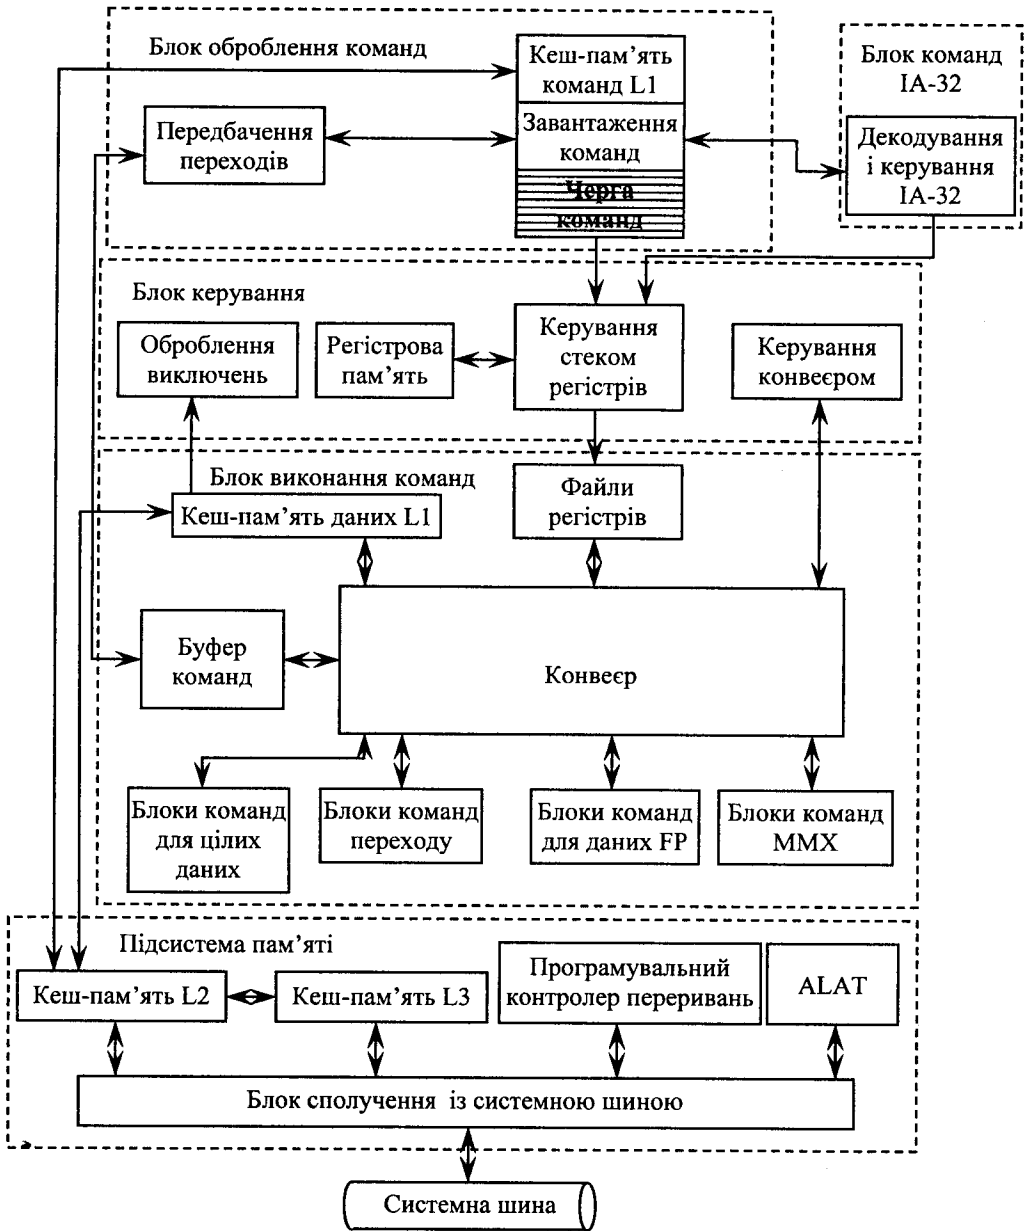 Блок оброблення команд
Кеш-пам’ять
команд L1
Завантаження
команд
Черга
команд
Передбачення
переходів
Блок команд
IA-32
Декодування
і керування
IA-32
Блок керування
Оброблення
виключень
Регістрова
пам’ять
Керування
стеком
регістрів
Керування
конвеєром
Блок виконання команд
Кеш-пам’ять даних L1
Файли
регістрів
Буфер
команд
Конвеєр
Блоки команд
для цілих
даних
Блоки команд
переходу
Блоки команд
для даних FP
Блоки команд
MMX
Підсистема пам’яті
Кеш-пам’ять L2
Кеш-пам’ять L3
Програмувальний
контролер переривань
ALAT
Блок сполучення із системною шиною
Системна шина